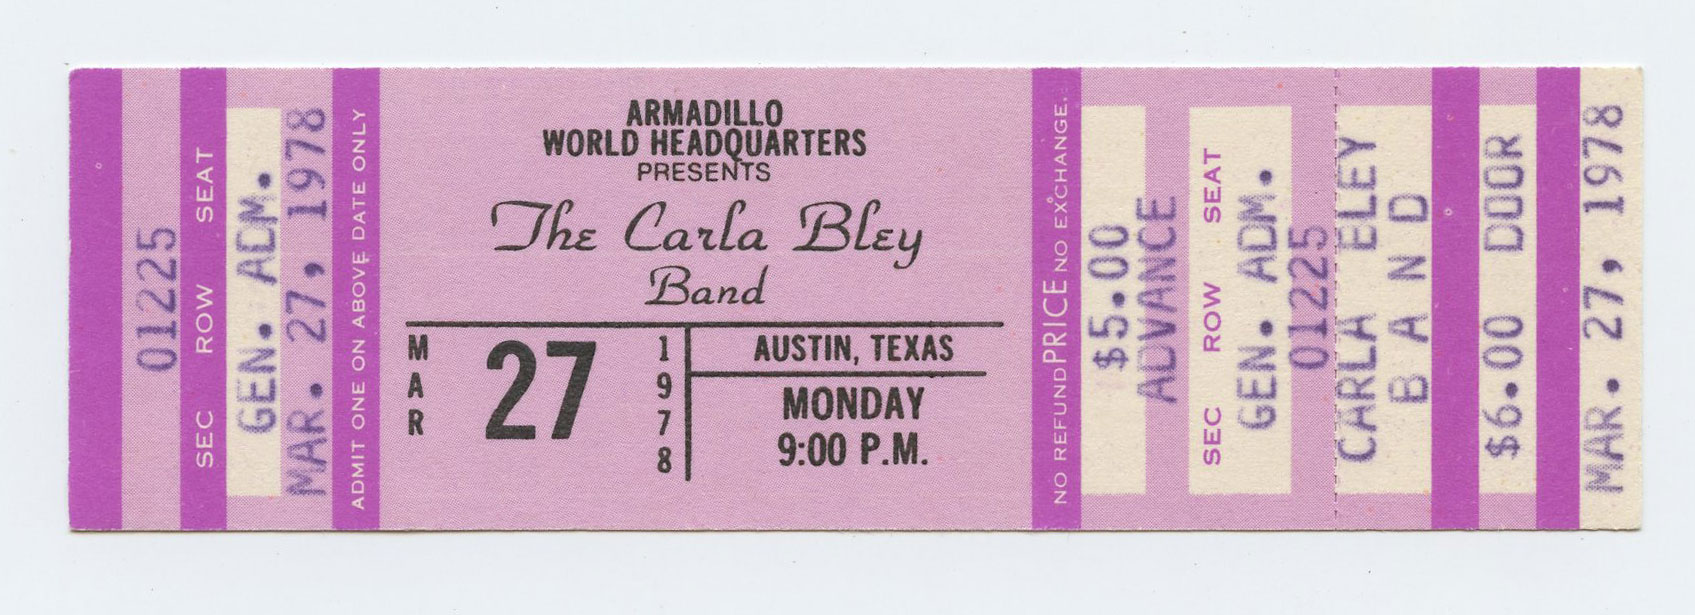 01225
SEC ROW SEAT
GEN. ADM.
MAR. 27, 1978
ADMIT ONE ON ABOVE DATE ONLY
ARMADILLO
WORLD HEADQUARTERS
PRESENTS
The Carla Bley
Band
MAR
27
1978
AUSTIN, TEXAS
MONDAY
9:00 P.M.
NO REFUND PRICE NO EXCHANGE.
$5.00
ADVANCE
SEC ROW SEAT
GEN. ADM.
01225
CARLA BLEY
BAND
$6.00 DOOR
MAR. 27, 1978